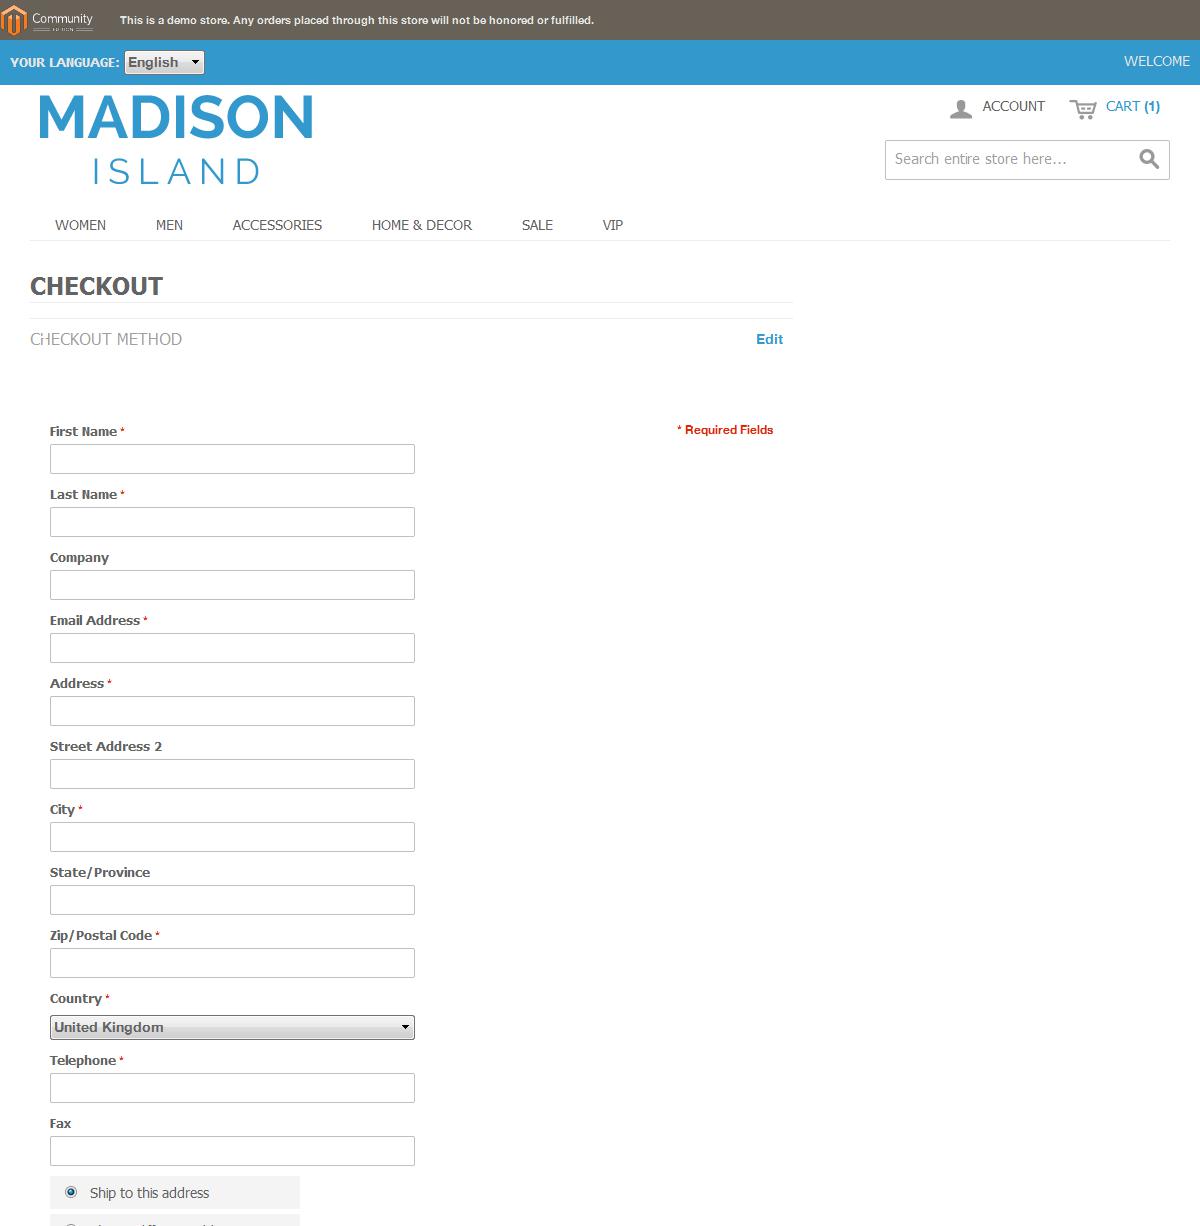 Community
This is a demo store. Any orders placed through this store will not be honored or fulfilled.
YOUR LANGUAGE: English
WELCOME
MADISON
ISLAND
ACCOUNT
CART (1)
Search entire store here...
WOMEN MEN ACCESSORIES HOME & DECOR SALE VIP
CHECKOUT
CHECKOUT METHOD
Edit
First Name *
* Required Fields
Last Name *
Company
Email Address *
Address *
Street Address 2
City *
State/Province
Zip/Postal Code *
Country *
United Kingdom
Telephone *
Fax
Ship to this address